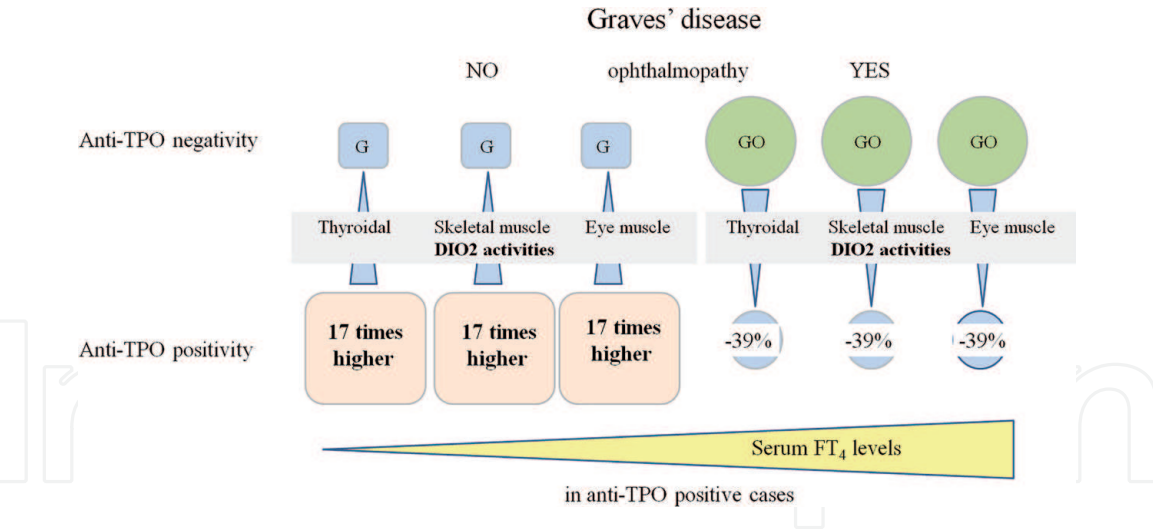 Graves’ disease
NO ophthalmopathy YES
Anti-TPO negativity G G G GO GO GO
Thyroidal Skeletal muscle Eye muscle Thyroidal Skeletal muscle Eye muscle
DIO2 activities DIO2 activities
Anti-TPO positivity 17 times higher 17 times higher 17 times higher -39% -39% -39%
Serum FT₄ levels
in anti-TPO positive cases